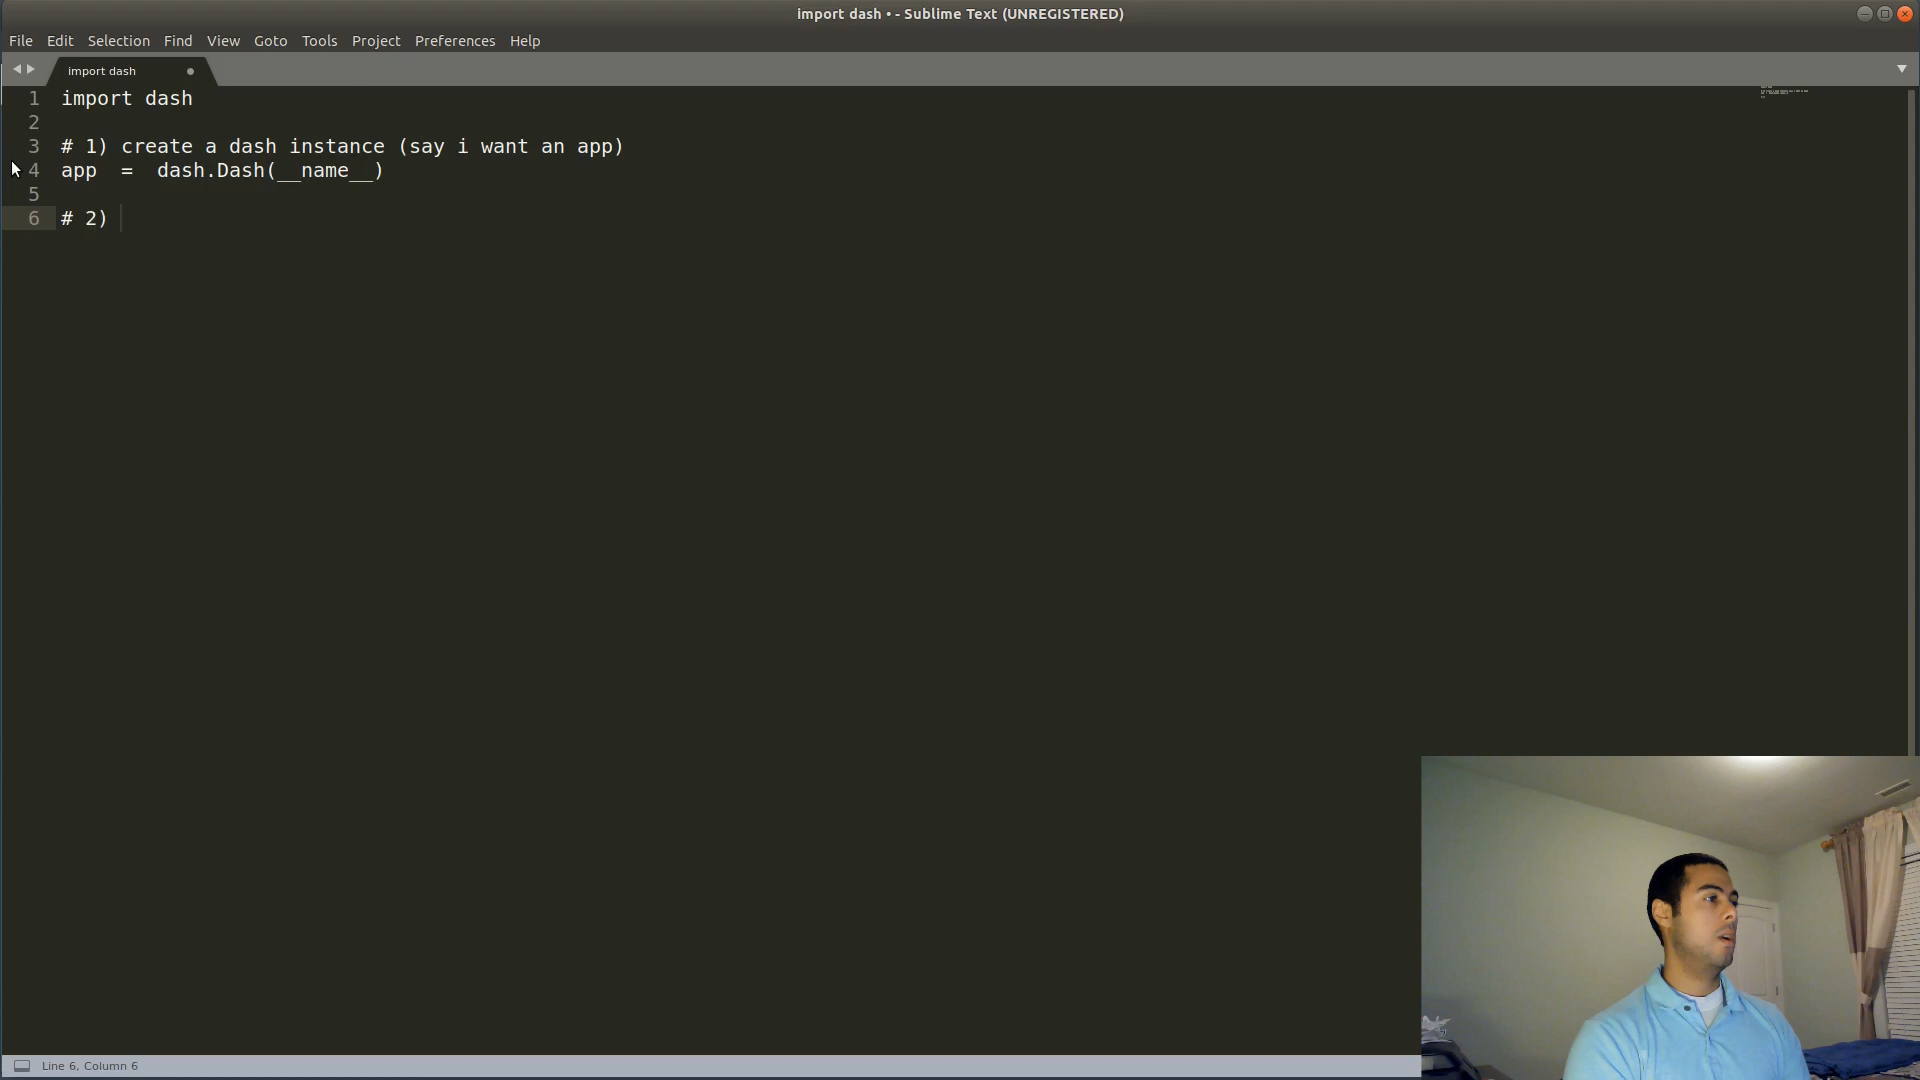 import dash • - Sublime Text (UNREGISTERED)
File Edit Selection Find View Goto Tools Project Preferences Help
import dash
1 import dash
2
3 # 1) create a dash instance (say i want an app)
4 app  =  dash.Dash(__name__)
5
6 # 2)
Line 6, Column 6